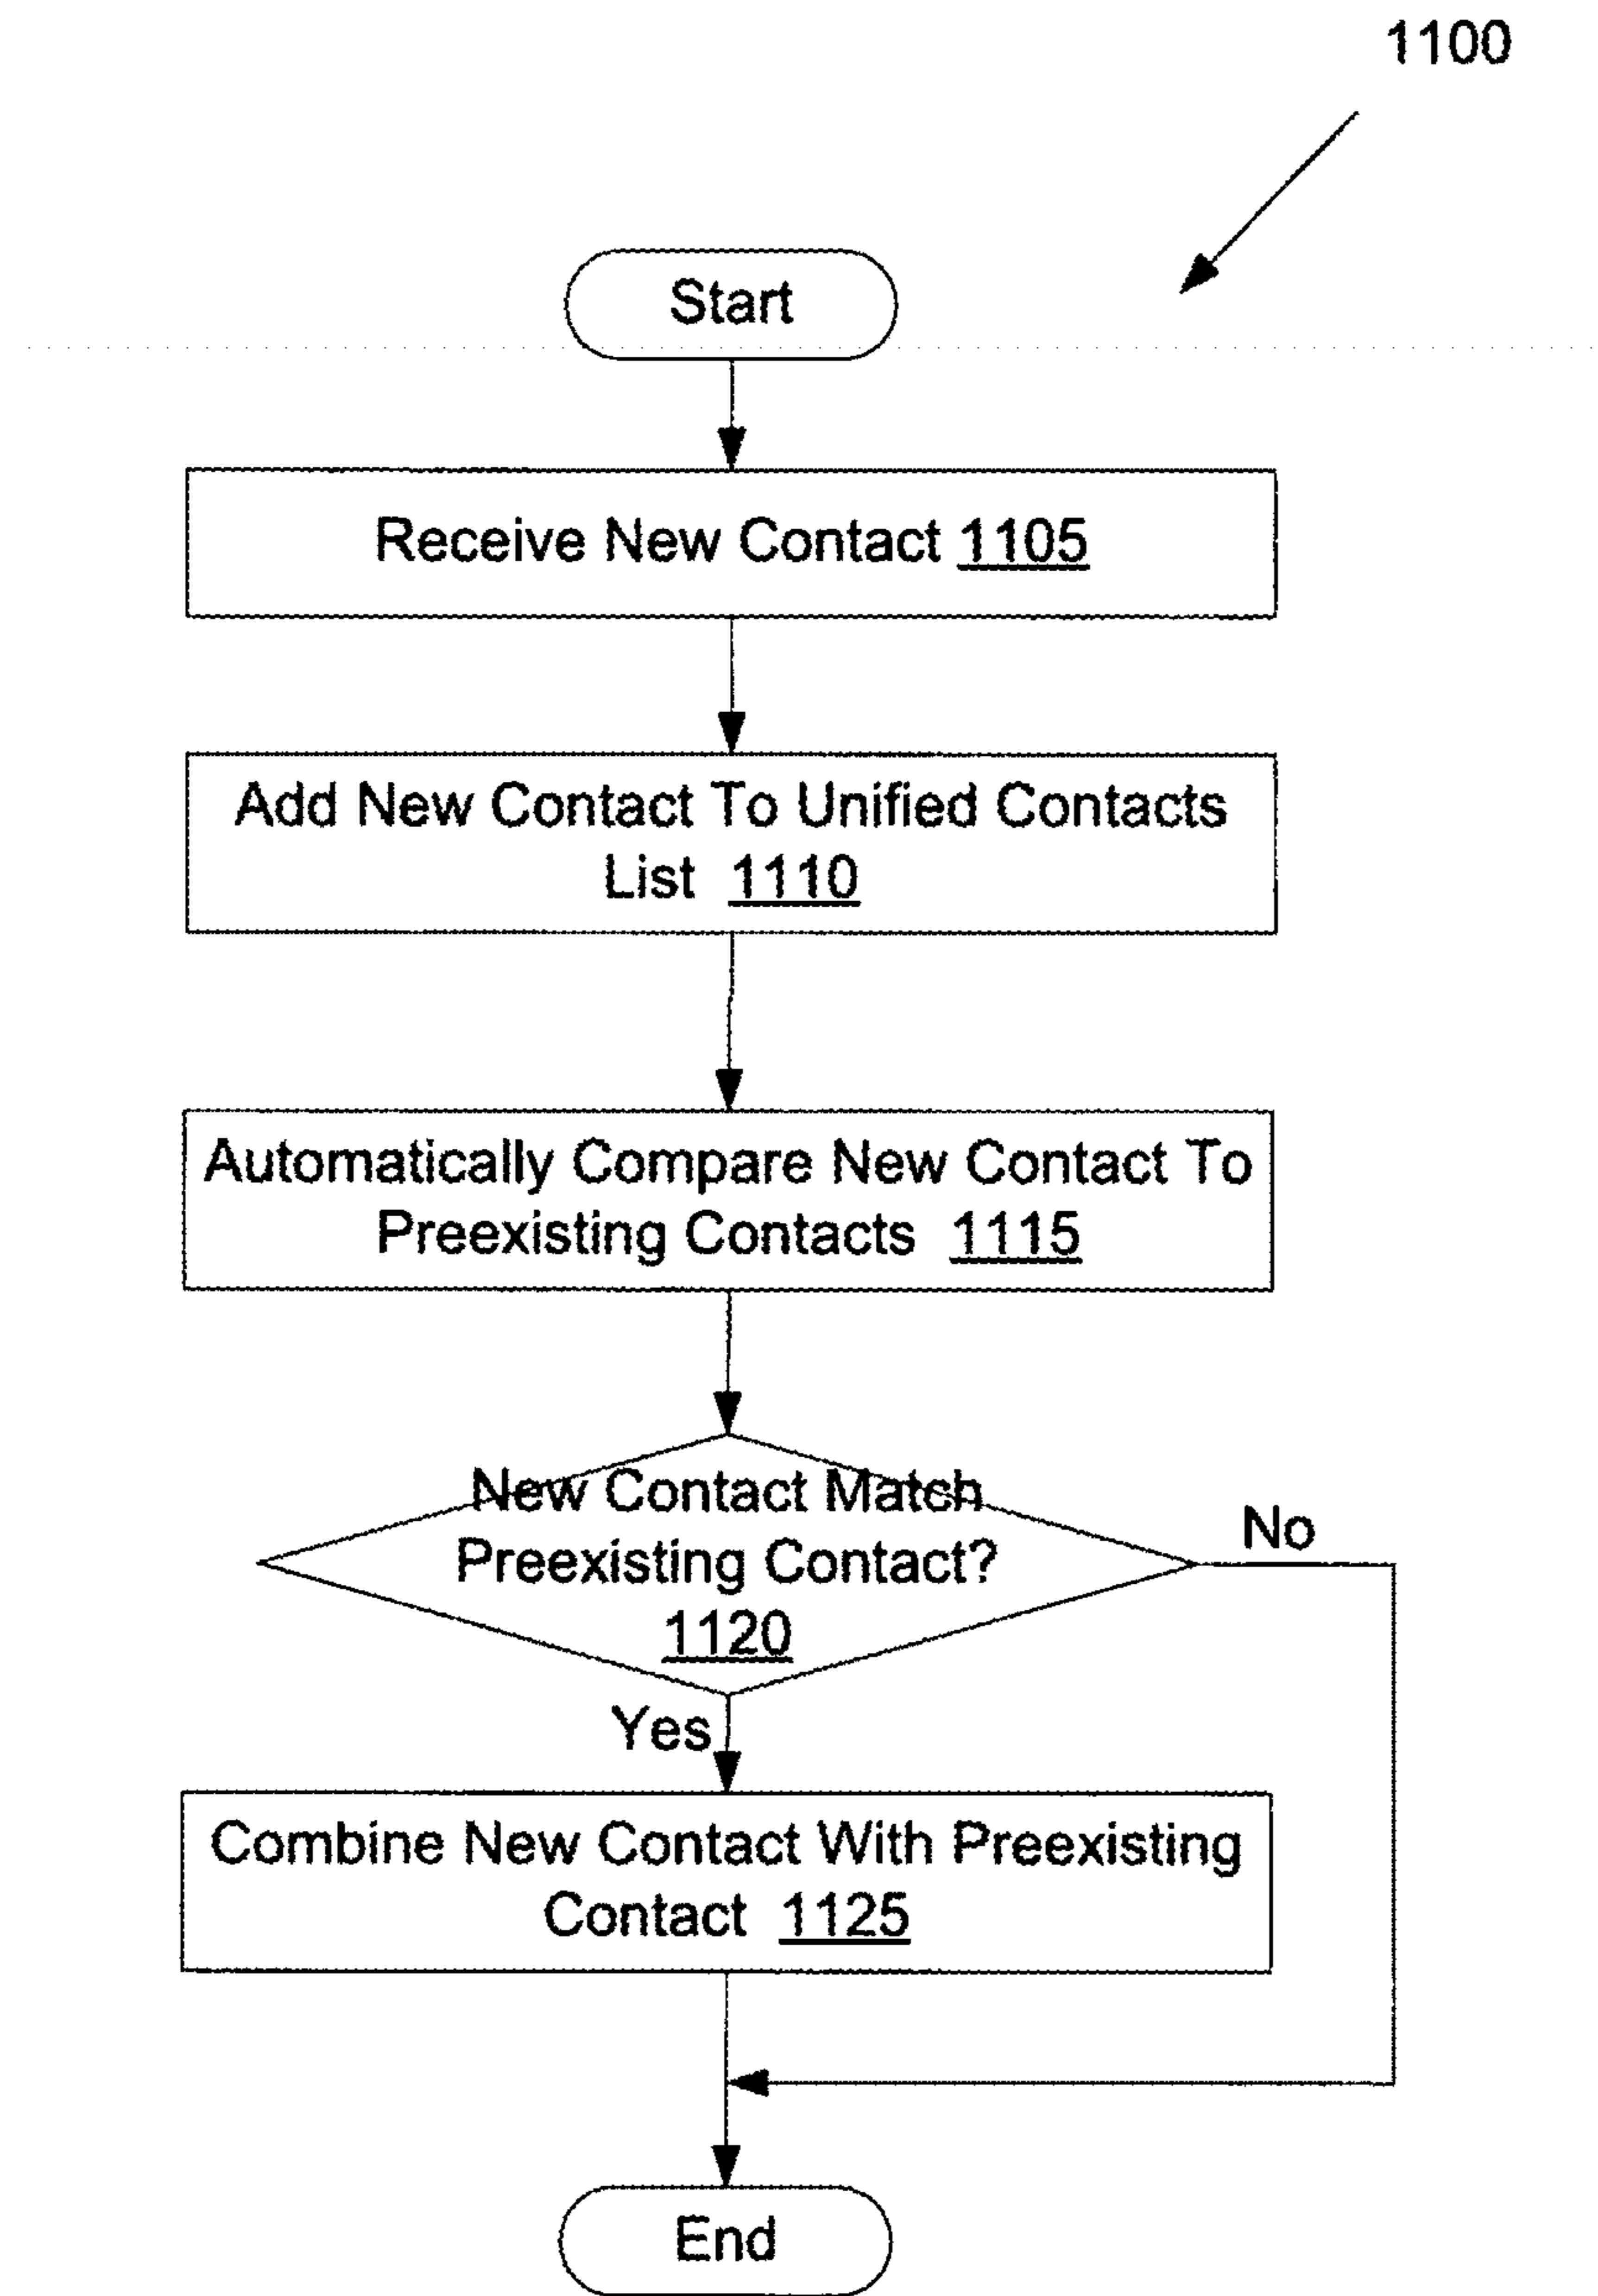 1100
Start
Receive New Contact 1105
Add New Contact To Unified Contacts
List 1110
Automatically Compare New Contact To
Preexisting Contacts 1115
New Contact Match
Preexisting Contact?
1120
No
Yes
Combine New Contact With Preexisting
Contact 1125
End